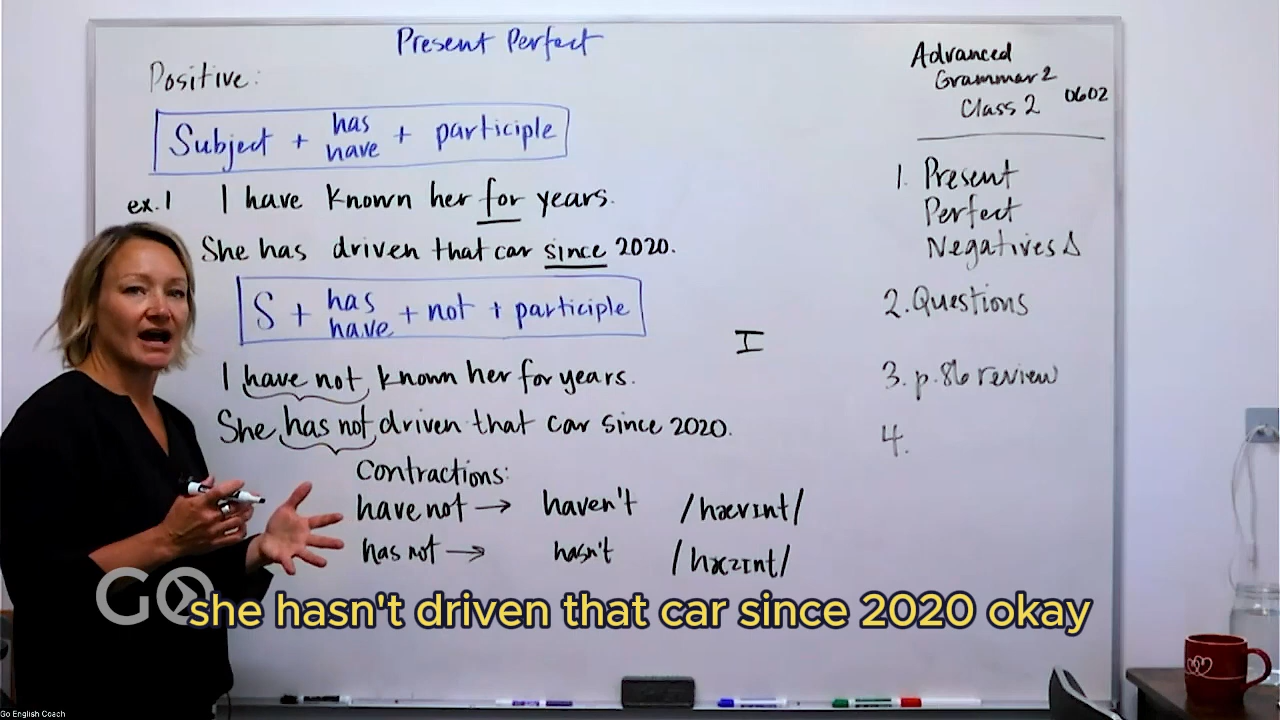 Present Perfect
Positive:
Subject + has have + participle
ex.1 I have known her for years.
She has driven that car since 2020.
S + has have + not + participle
I have not known her for years.
She has not driven that car since 2020.
Contractions:
have not → haven't /hævɪnt/
has not → hasn't /hæzɪnt/
I
Advanced
Grammar 2
Class 2 0602
1. Present
Perfect
Negatives Δ
2. Questions
3. p.86 review
4.
GO
she hasn't driven that car since 2020 okay
Go English Coach